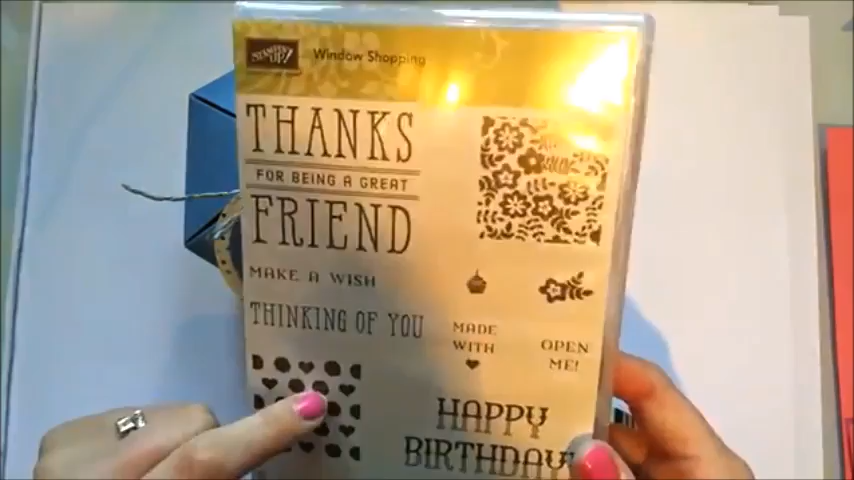 STAMPIN' UP!
Window Shopping
THANKS
FOR BEING A GREAT
FRIEND
MAKE A WISH
THINKING OF YOU
MADE
WITH
OPEN
ME!
HAPPY
BIRTHDAY